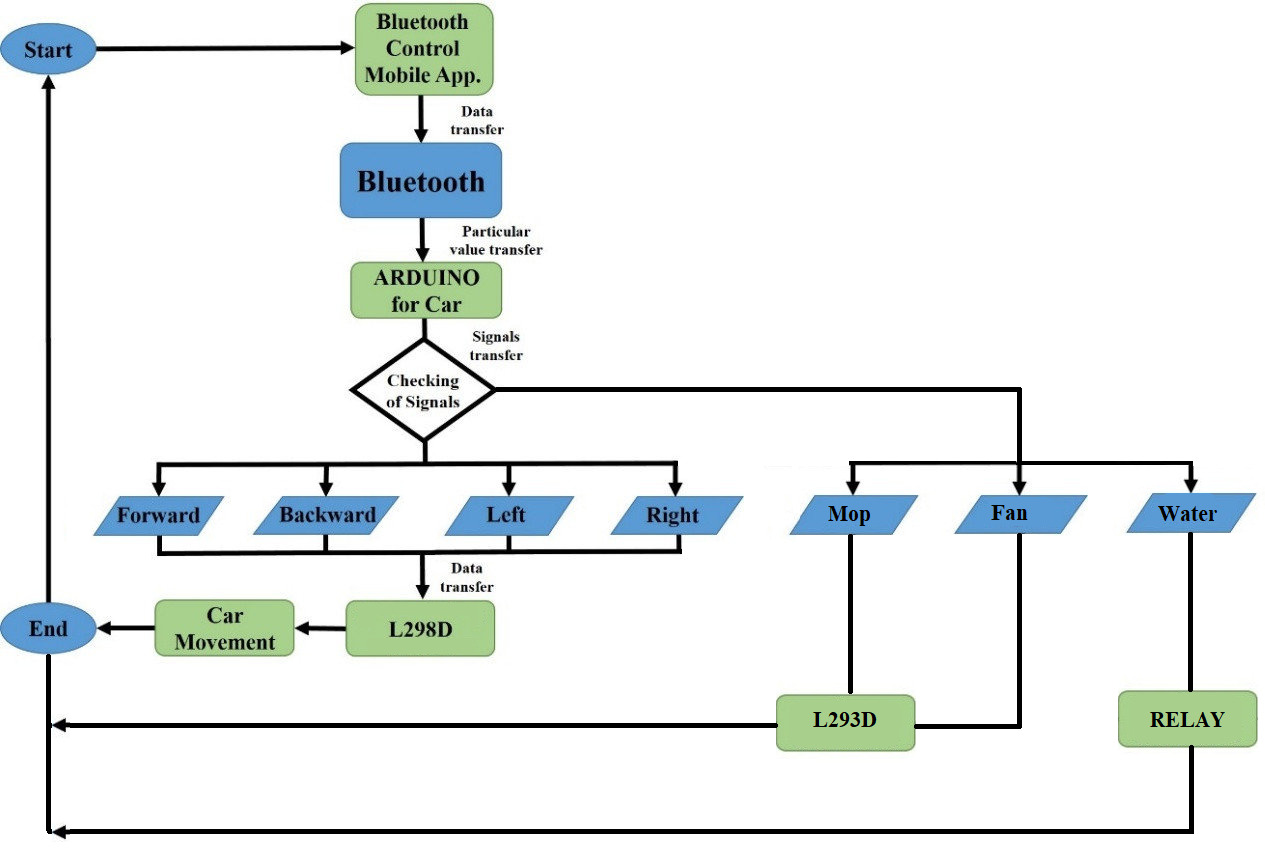 Start
Bluetooth
Control
Mobile App.
Data
transfer
Bluetooth
Particular
value transfer
ARDUINO
for Car
Signals
transfer
Checking
of Signals
Forward
Backward
Left
Right
Mop
Fan
Water
Data
transfer
End
Car
Movement
L298D
L293D
RELAY